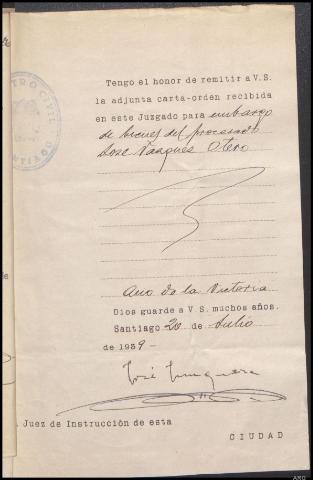 Tengo el honor de remitir a V.S.
la adjunta carta-orden recibida
en este Juzgado para embargo
de bienes del procesado
José Vazquez Otero
Año de la Victoria
Dios guarde a V S. muchos años.
Santiago 20 de Julio
de 1939 -
José
. Juez de Instrucción de esta
CIUDAD